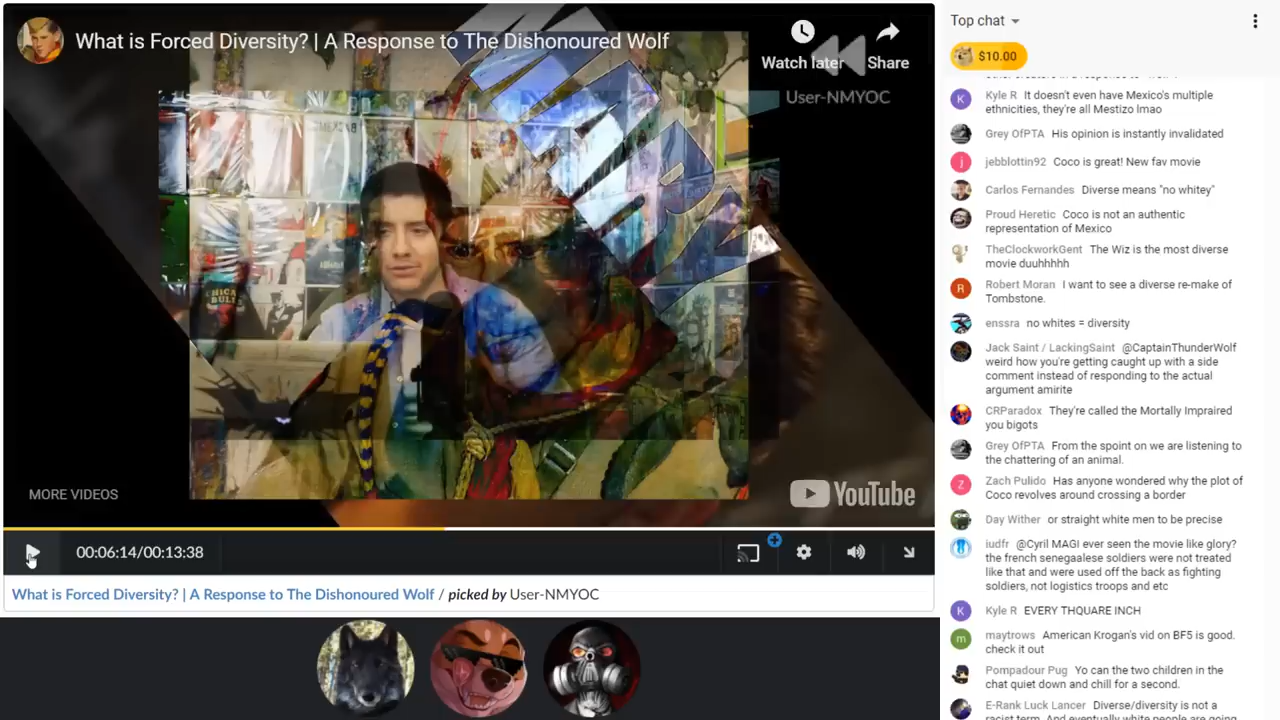 What is Forced Diversity? | A Response to The Dishonoured Wolf
Watch later
Share
User-NMYOC
MORE VIDEOS
YouTube
00:06:14/00:13:38
What is Forced Diversity? | A Response to The Dishonoured Wolf / picked by User-NMYOC
Top chat
$10.00
Kyle R It doesn't even have Mexico's multiple
ethnicities, they're all Mestizo lmao
Grey OfPTA His opinion is instantly invalidated
jebblottin92 Coco is great! New fav movie
Carlos Fernandes Diverse means "no whitey"
Proud Heretic Coco is not an authentic
representation of Mexico
TheClockworkGent The Wiz is the most diverse
movie duuhhhhh
Robert Moran I want to see a diverse re-make of
Tombstone.
enssra no whites = diversity
Jack Saint / LackingSaint @CaptainThunderWolf
weird how you're getting caught up with a side
comment instead of responding to the actual
argument amirite
CRParadox They're called the Mortally Impaired
you bigots
Grey OfPTA From the spoint on we are listening to
the chattering of an animal.
Zach Pulido Has anyone wondered why the plot of
Coco revolves around crossing a border
Day Wither or straight white men to be precise
iudfr @Cyril MAGI ever seen the movie like glory?
the french senegaalese soldiers were not treated
like that and were used off the back as fighting
soldiers, not logistics troops and etc
Kyle R EVERY THQUARE INCH
maytrows American Krogan's vid on BF5 is good.
check it out
Pompadour Pug Yo can the two children in the
chat quiet down and chill for a second.
E-Rank Luck Lancer Diverse/diversity is not a
racist term. And eventually white people are going